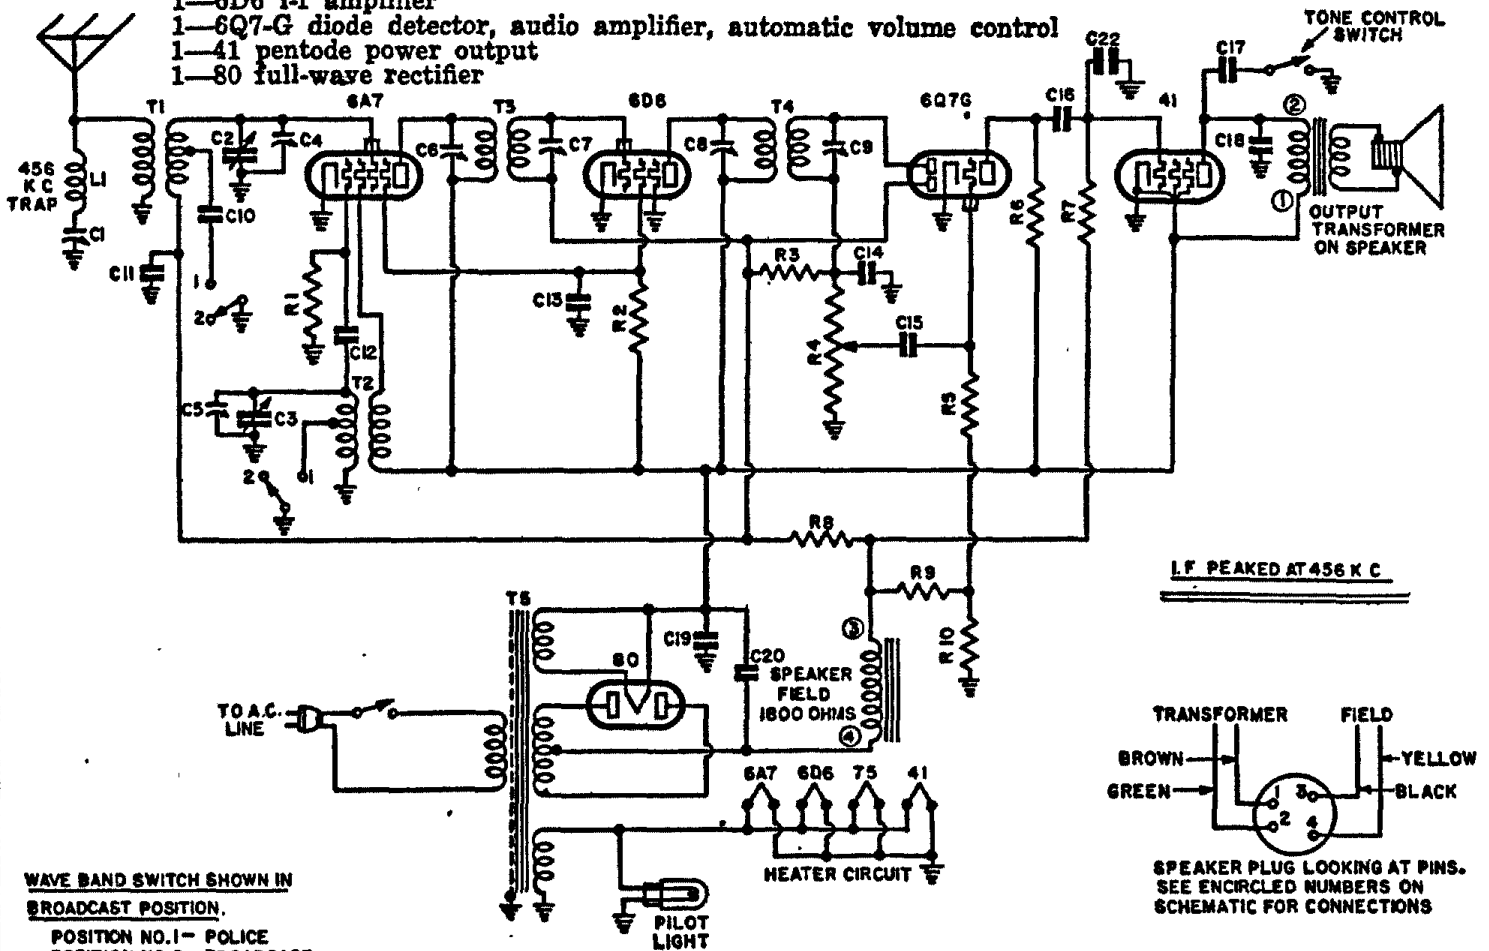 1—6D6 i-f amplifier
1—6Q7-G diode detector, audio amplifier, automatic volume control
1—41 pentode power output
1—80 full-wave rectifier
TONE CONTROL
SWITCH
C22
C17
T1
6A7
T3
6D6
T4
6Q7G
C16
41
2
C2
C4
C6
C7
C8
C9
C18
456
K C
TRAP
L1
C10
C1
R6
R7
1
OUTPUT
TRANSFORMER
ON SPEAKER
C11
1
2
R1
C12
C13
R2
R3
C14
R4
C15
R5
T2
C5
C3
2
1
R8
R9
R10
I.F PEAKED AT 456 K C
T5
80
C19
C20
3
SPEAKER
FIELD
1800 OHMS
4
TO A.C.
LINE
6A7 6D6 75 41
HEATER CIRCUIT
PILOT
LIGHT
TRANSFORMER
FIELD
BROWN
YELLOW
GREEN
BLACK
1
3
2
4
SPEAKER PLUG LOOKING AT PINS.
SEE ENCIRCLED NUMBERS ON
SCHEMATIC FOR CONNECTIONS
WAVE BAND SWITCH SHOWN IN
BROADCAST POSITION.
POSITION NO.1- POLICE